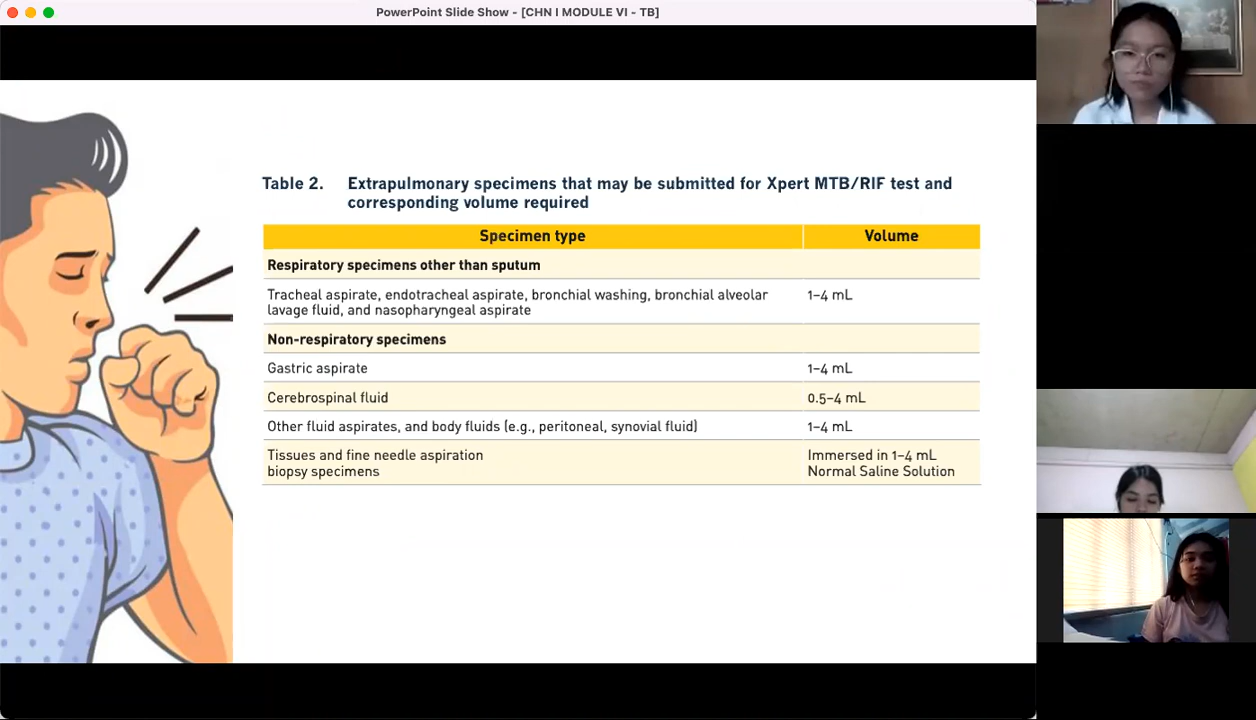 PowerPoint Slide Show - [CHN I MODULE VI - TB]
Table 2. Extrapulmonary specimens that may be submitted for Xpert MTB/RIF test and
corresponding volume required
Specimen type Volume
Respiratory specimens other than sputum
Tracheal aspirate, endotracheal aspirate, bronchial washing, bronchial alveolar 1–4 mL
lavage fluid, and nasopharyngeal aspirate
Non-respiratory specimens
Gastric aspirate 1–4 mL
Cerebrospinal fluid 0.5–4 mL
Other fluid aspirates, and body fluids (e.g., peritoneal, synovial fluid) 1–4 mL
Tissues and fine needle aspiration Immersed in 1–4 mL
biopsy specimens Normal Saline Solution